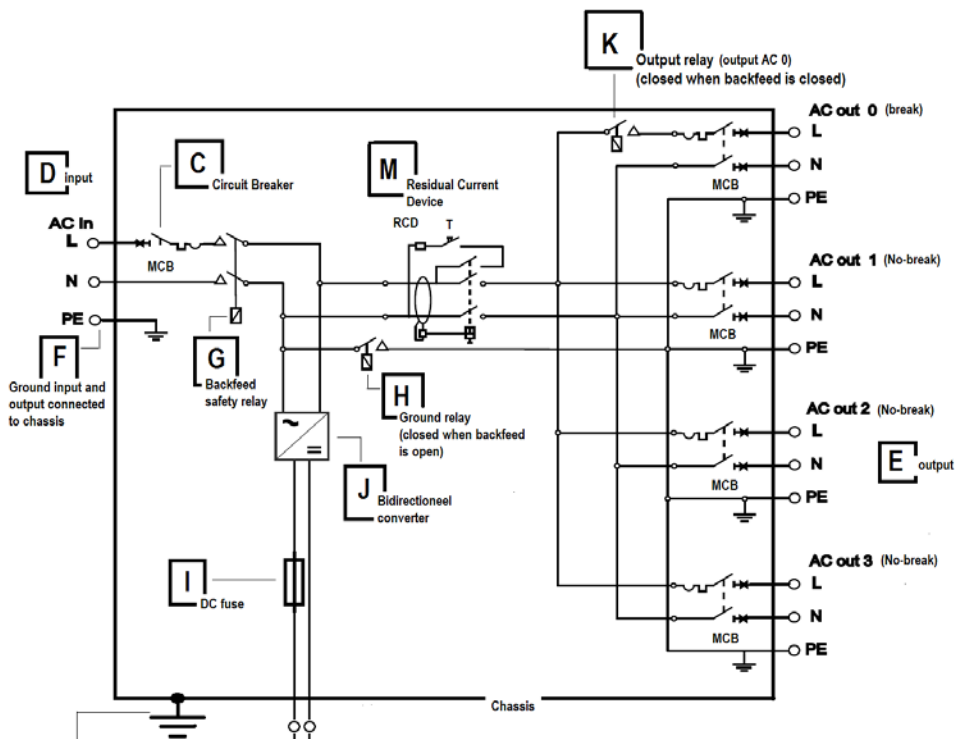 K
Output relay (output AC 0)
(closed when backfeed is closed)
AC out 0 (break)
L
N
MCB
PE
D
input
C
Circuit Breaker
M
Residual Current
Device
AC In
L
MCB
N
PE
RCD
T
AC out 1 (No-break)
L
N
MCB
PE
F
Ground input and
output connected
to chassis
G
Backfeed
safety relay
H
Ground relay
(closed when backfeed
is open)
~
=
J
Bidirectioneel
converter
AC out 2 (No-break)
L
N
MCB
PE
E
output
I
DC fuse
AC out 3 (No-break)
L
N
MCB
PE
Chassis